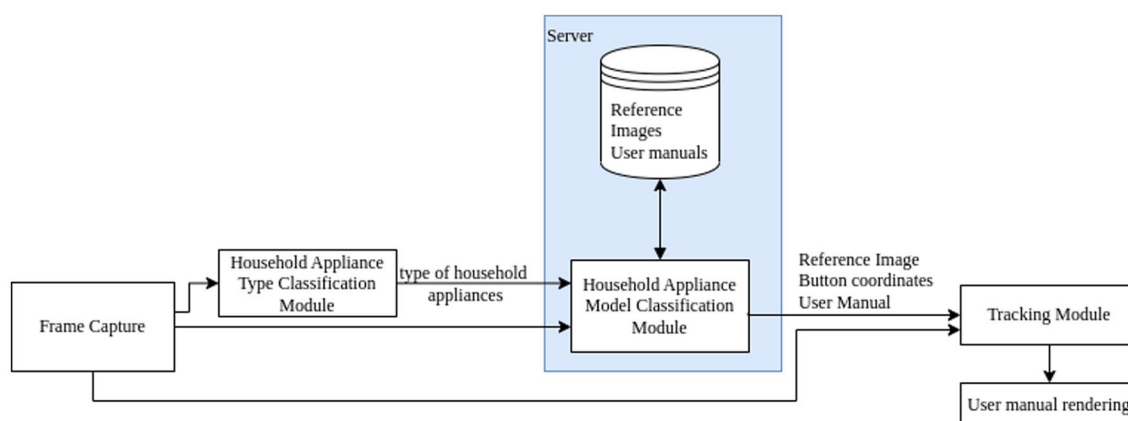 Server
Reference
Images
User manuals
Household Appliance
Type Classification
Module
type of household
appliances
Frame Capture
Household Appliance
Model Classification
Module
Reference Image
Button coordinates
User Manual
Tracking Module
User manual rendering